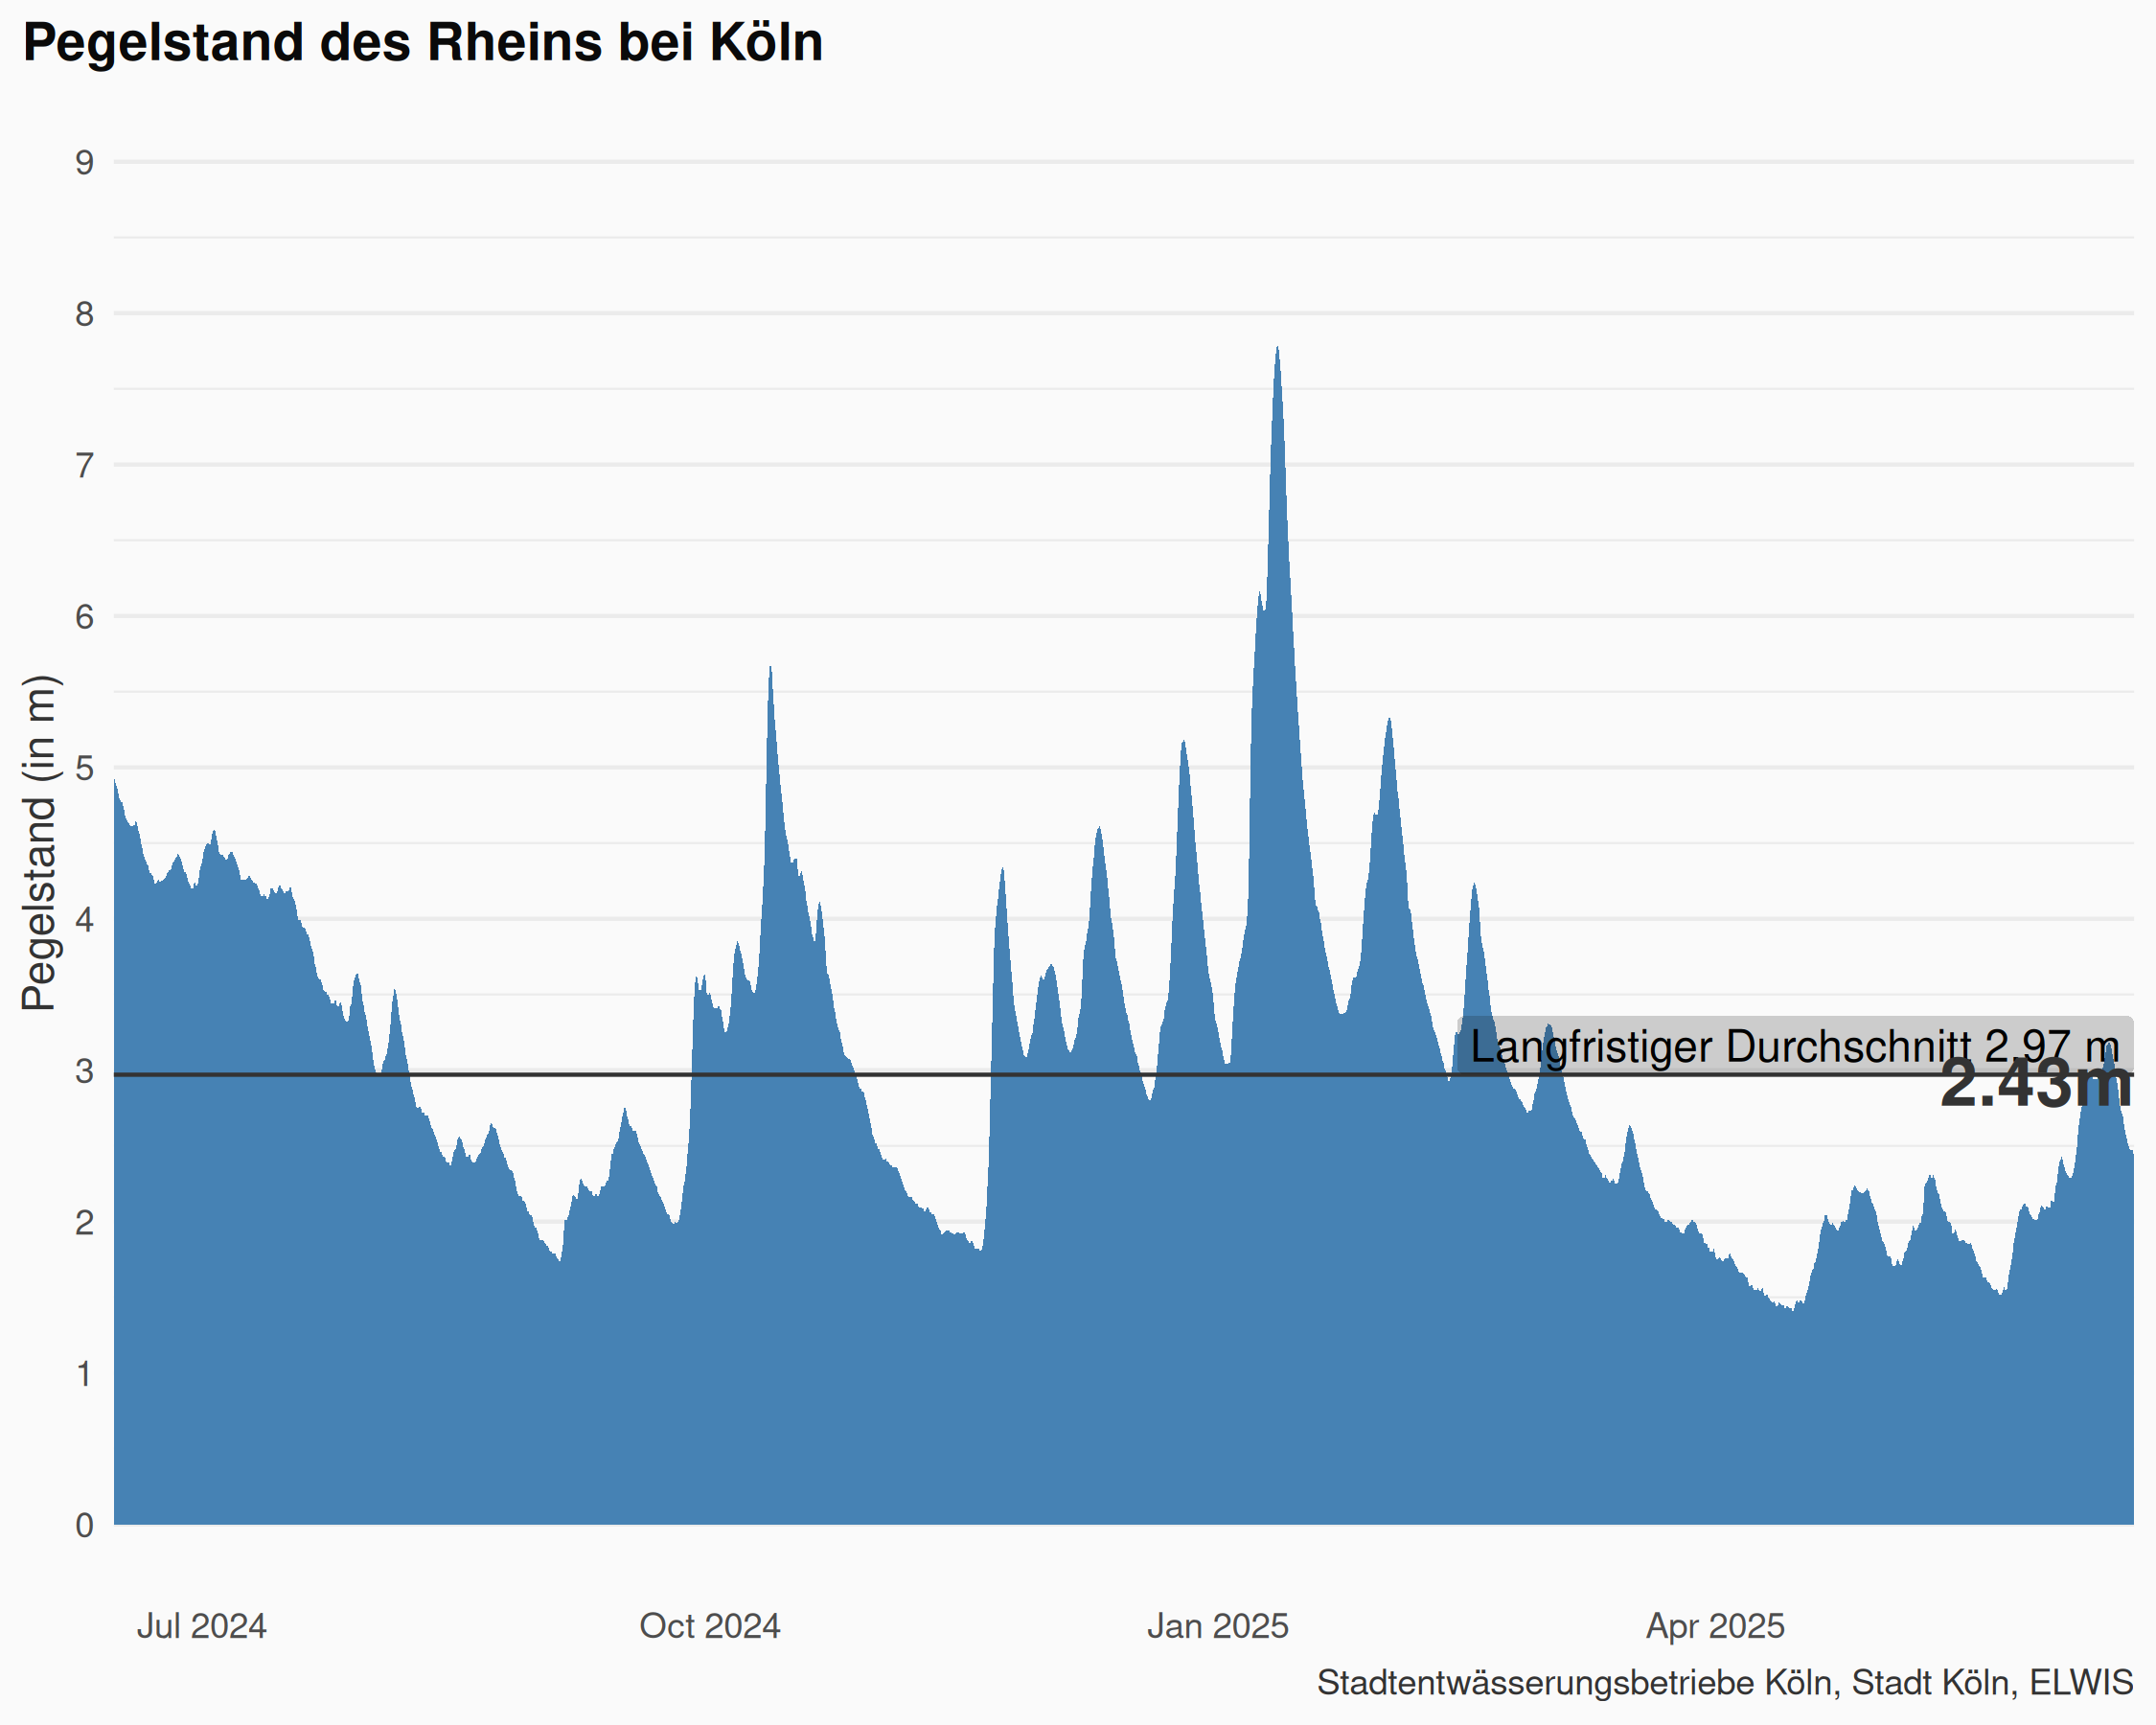 Pegelstand des Rheins bei Köln
Pegelstand (in m)
9
8
7
6
5
4
3
2
1
0
Langfristiger Durchschnitt 2.97 m
2.43m
Jul 2024
Oct 2024
Jan 2025
Apr 2025
Stadtentwässerungsbetriebe Köln, Stadt Köln, ELWIS